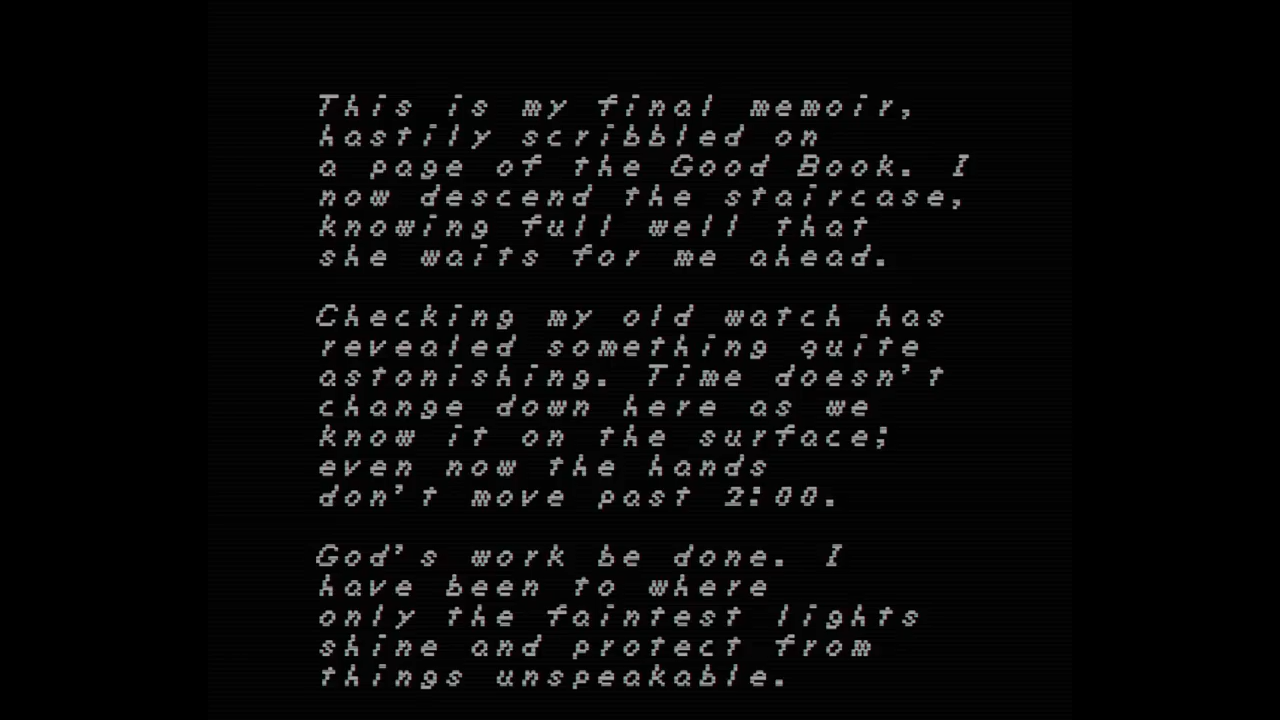 This is my final memoir,
hastily scribbled on
a page of the Good Book. I
now descend the staircase,
knowing full well that
she waits for me ahead.
Checking my old watch has
revealed something quite
astonishing. Time doesn't
change down here as we
know it on the surface;
even now the hands
don't move past 2:00.
God's work be done. I
have been to where
only the faintest lights
shine and protect from
things unspeakable.